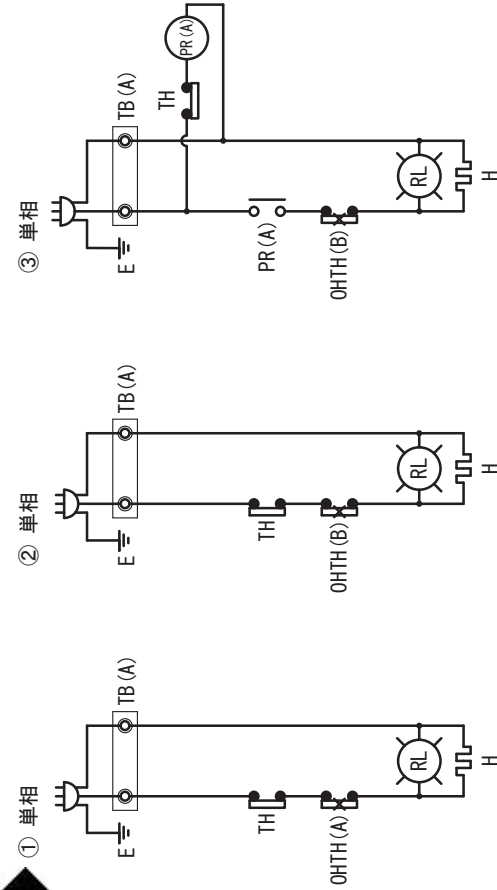 ① 単相
TB(A)
E
TH
OHTH(A)
RL
H
② 単相
TB(A)
E
TH
OHTH(B)
RL
H
③ 単相
TB(A)
E
TH
PR(A)
PR(A)
OHTH(B)
RL
H